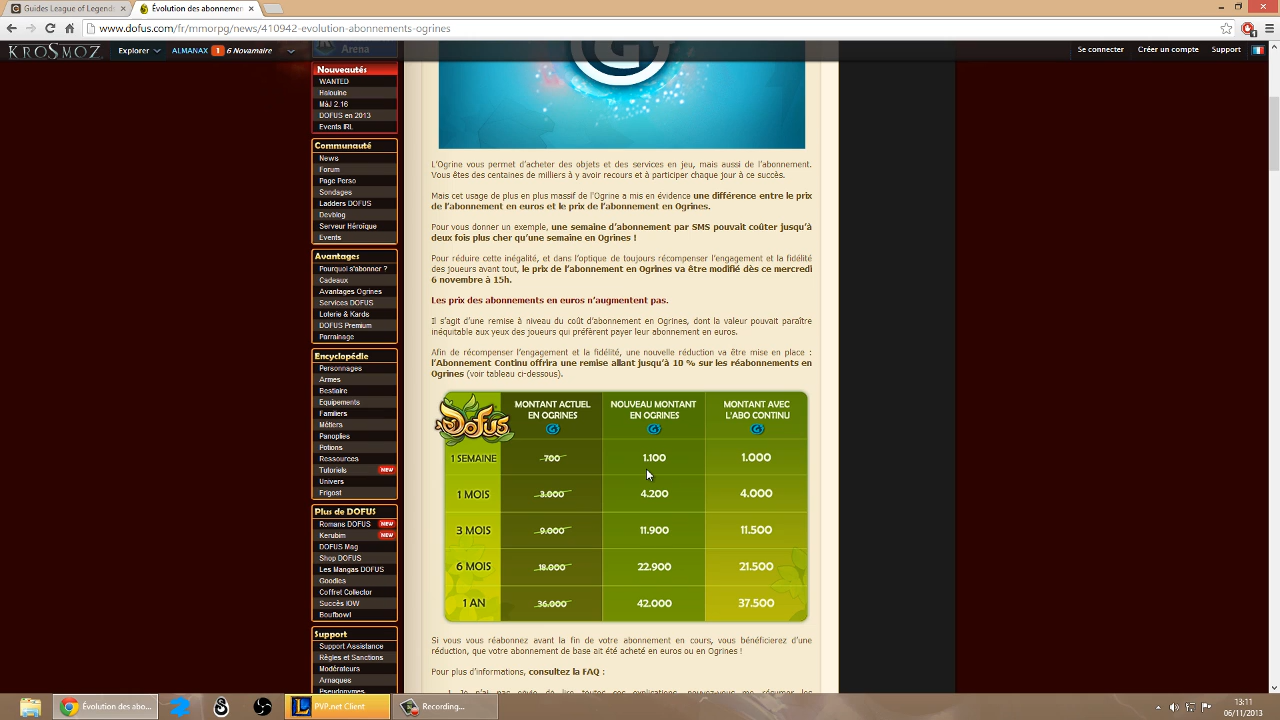 Guides League of Legend
Évolution des abonnemen
www.dofus.com/fr/mmorpg/news/410942-evolution-abonnements-ogrines
KROSMOZ
Explorer
ALMANAX 1 6 Novamaire
Se connecter
Créer un compte
Support
Arena
Nouveautés
WANTED
Halouine
MàJ 2.16
DOFUS en 2013
Events IRL
Communauté
News
Forum
Page Perso
Sondages
Ladders DOFUS
Devblog
Serveur Héroïque
Events
Avantages
Pourquoi s'abonner ?
Cadeaux
Avantages Ogrines
Services DOFUS
Loterie & Kards
DOFUS Premium
Parrainage
Encyclopédie
Personnages
Armes
Bestiaire
Equipements
Familiers
Métiers
Panoplies
Potions
Ressources
Tutoriels NEW
Univers
Frigost
Plus de DOFUS
Romans DOFUS NEW
Kerubim NEW
DOFUS Mag
Shop DOFUS
Les Mangas DOFUS
Goodies
Coffret Collector
Succès IOW
Boufbowl
Support
Support Assistance
Règles et Sanctions
Modérateurs
Arnaques
Pseudonymes
L'Ogrine vous permet d'acheter des objets et des services en jeu, mais aussi de l'abonnement.
Vous êtes des centaines de milliers à y avoir recours et à participer chaque jour à ce succès.
Mais cet usage de plus en plus massif de l'Ogrine a mis en évidence une différence entre le prix
de l'abonnement en euros et le prix de l'abonnement en Ogrines.
Pour vous donner un exemple, une semaine d'abonnement par SMS pouvait coûter jusqu'à
deux fois plus cher qu'une semaine en Ogrines !
Pour réduire cette inégalité, et dans l'optique de toujours récompenser l'engagement et la fidélité
des joueurs avant tout, le prix de l'abonnement en Ogrines va être modifié dès ce mercredi
6 novembre à 15h.
Les prix des abonnements en euros n'augmentent pas.
Il s'agit d'une remise à niveau du coût d'abonnement en Ogrines, dont la valeur pouvait paraître
inéquitable aux yeux des joueurs qui préfèrent payer leur abonnement en euros.
Afin de récompenser l'engagement et la fidélité, une nouvelle réduction va être mise en place :
l'Abonnement Continu offrira une remise allant jusqu'à 10 % sur les réabonnements en
Ogrines (voir tableau ci-dessous).
DOFUS
MONTANT ACTUEL EN OGRINES
NOUVEAU MONTANT EN OGRINES
MONTANT AVEC L'ABO CONTINU
1 SEMAINE 700 1.100 1.000
1 MOIS 3.000 4.200 4.000
3 MOIS 9.000 11.900 11.500
6 MOIS 18.000 22.900 21.500
1 AN 36.000 42.000 37.500
Si vous vous réabonnez avant la fin de votre abonnement en cours, vous bénéficierez d'une
réduction, que votre abonnement de base ait été acheté en euros ou en Ogrines !
Pour plus d'informations, consultez la FAQ :
Évolution des abo...
PVP.net Client
Recording...
13:11
06/11/2013